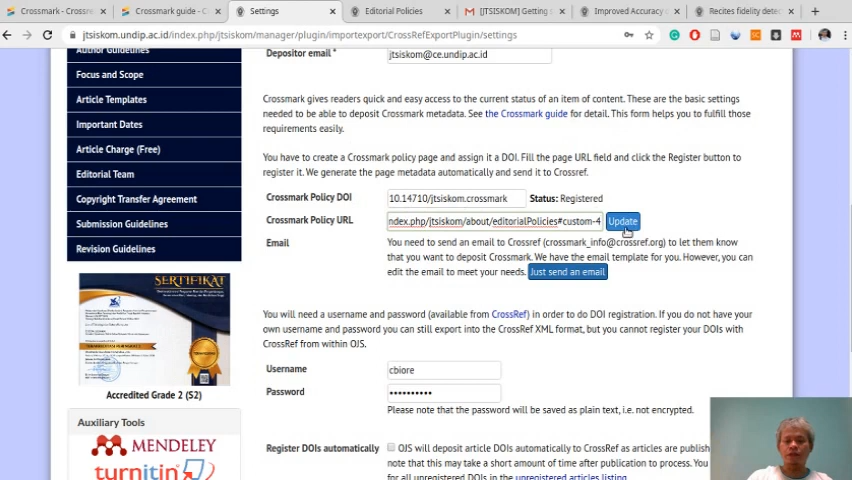 Crossmark - Crossre
Crossmark guide - C
Settings
Editorial Policies
[JTSISKOM] Getting s
Improved Accuracy o
Recites fidelity detec
jtsiskom.undip.ac.id/index.php/jtsiskom/manager/plugin/importexport/CrossRefExportPlugin/settings
Author Guidelines
Focus and Scope
Article Templates
Important Dates
Article Charge (Free)
Editorial Team
Copyright Transfer Agreement
Submission Guidelines
Revision Guidelines
SERTIFIKAT
Accredited Grade 2 (S2)
Auxiliary Tools
MENDELEY
turnitin
Depositor email * jtsiskom@ce.undip.ac.id
Crossmark gives readers quick and easy access to the current status of an item of content. These are the basic settings
needed to be able to deposit Crossmark metadata. See the Crossmark guide for detail. This form helps you to fulfill those
requirements easily.
You have to create a Crossmark policy page and assign it a DOI. Fill the page URL field and click the Register button to
register it. We generate the page metadata automatically and send it to Crossref.
Crossmark Policy DOI 10.14710/jtsiskom.crossmark Status: Registered
Crossmark Policy URL ndex.php/jtsiskom/about/editorialPolicies#custom-4 Update
Email You need to send an email to Crossref (crossmark_info@crossref.org) to let them know
that you want to deposit Crossmark. We have the email template for you. However, you can
edit the email to meet your needs. Just send an email
You will need a username and password (available from CrossRef) in order to do DOI registration. If you do not have your
own username and password you can still export into the CrossRef XML format, but you cannot register your DOIs with
CrossRef from within OJS.
Username cbiore
Password ••••••••••
Please note that the password will be saved as plain text, i.e. not encrypted.
Register DOIs automatically OJS will deposit article DOIs automatically to CrossRef as articles are publish
note that this may take a short amount of time after publication to process. You
for all unregistered DOIs in the unregistered articles listing.